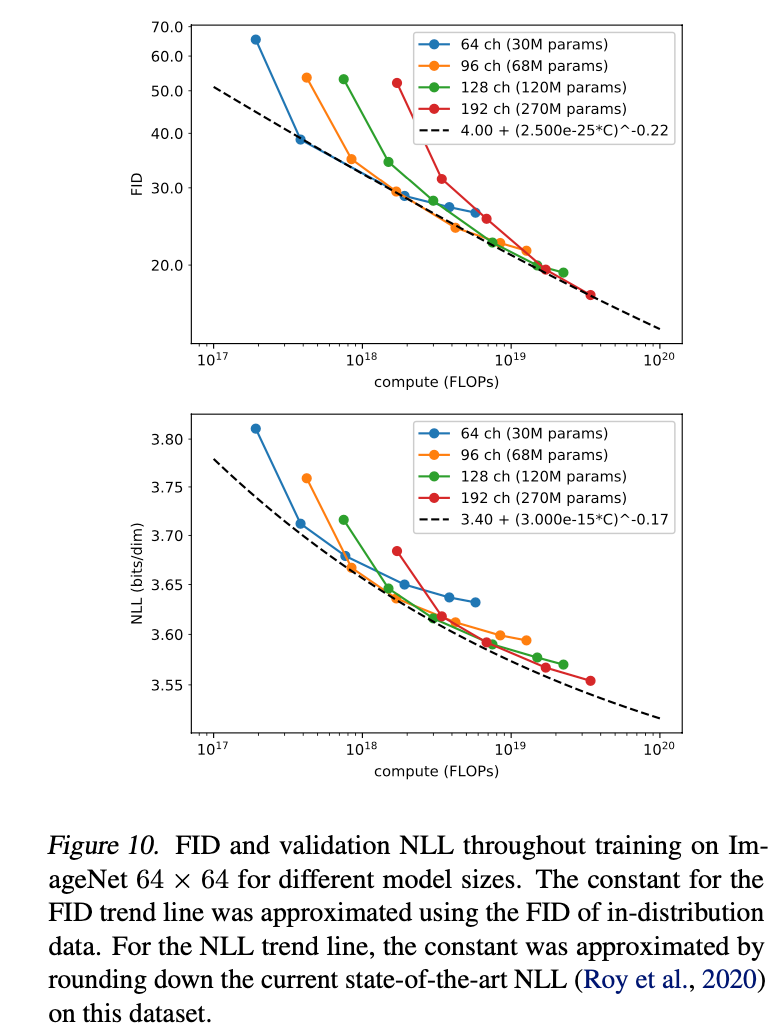 70.0
60.0
50.0
40.0
30.0
20.0
FID
64 ch (30M params)
96 ch (68M params)
128 ch (120M params)
192 ch (270M params)
4.00 + (2.500e-25*C)^-0.22
10^17
10^18
10^19
10^20
compute (FLOPs)
3.80
3.75
3.70
3.65
3.60
3.55
NLL (bits/dim)
64 ch (30M params)
96 ch (68M params)
128 ch (120M params)
192 ch (270M params)
3.40 + (3.000e-15*C)^-0.17
10^17
10^18
10^19
10^20
compute (FLOPs)
Figure 10. FID and validation NLL throughout training on Im-
ageNet 64 × 64 for different model sizes. The constant for the
FID trend line was approximated using the FID of in-distribution
data. For the NLL trend line, the constant was approximated by
rounding down the current state-of-the-art NLL (Roy et al., 2020)
on this dataset.